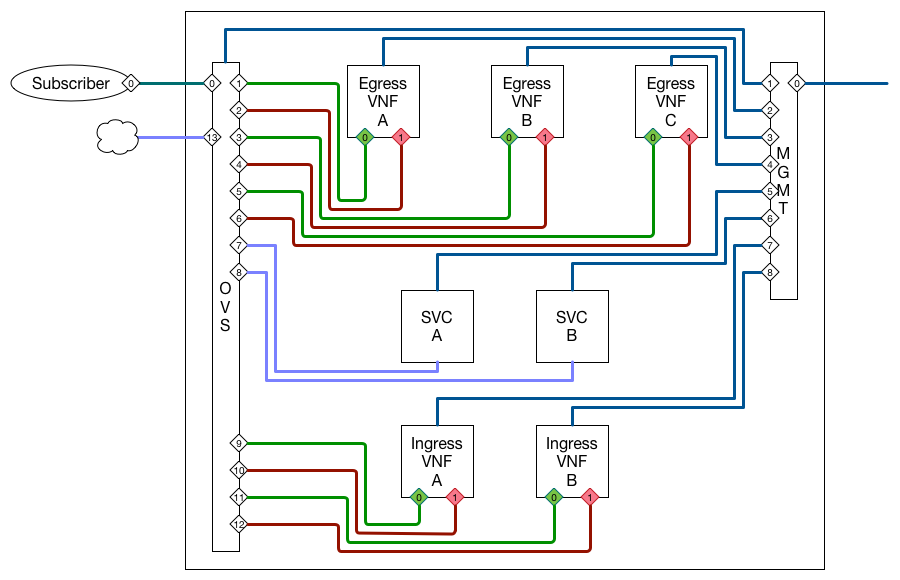 Subscriber
0
0
13
1
2
3
4
5
6
7
8
9
10
11
12
O
V
S
Egress
VNF
A
0
1
Egress
VNF
B
0
1
Egress
VNF
C
0
1
SVC
A
SVC
B
Ingress
VNF
A
0
1
Ingress
VNF
B
0
1
1
2
3
4
5
6
7
8
0
M
G
M
T